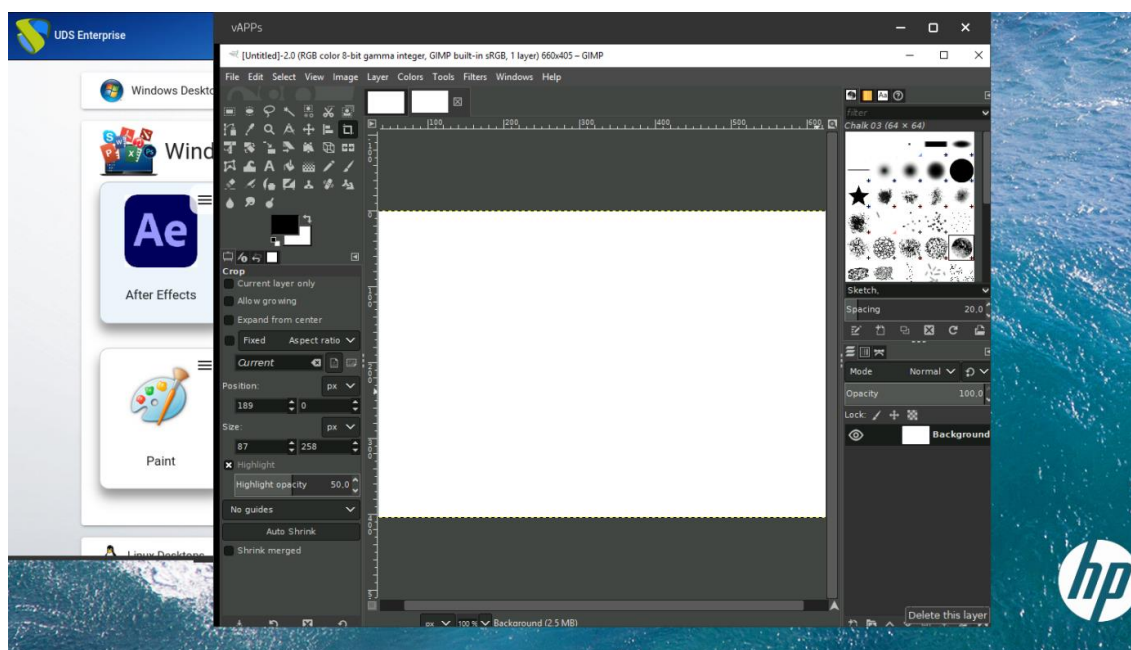 UDS Enterprise
vAPPs
[Untitled]-2.0 (RGB color 8-bit gamma integer, GIMP built-in sRGB, 1 layer) 660x405 – GIMP
File Edit Select View Image Layer Colors Tools Filters Windows Help
Windows Deskto
Wind
Ae
After Effects
Paint
Linux Desktops
Crop
Current layer only
Allow growing
Expand from center
Fixed Aspect ratio
Current
Position: px
189 0
Size: px
87 258
Highlight
Highlight opacity 50,0
No guides
Auto Shrink
Shrink merged
100 200 300 400 500 600
px 100 % Background (2.5 MB)
filter
Chalk 03 (64 × 64)
Sketch,
Spacing 20,0
Mode Normal
Opacity 100,0
Lock:
Background
Delete this layer
hp